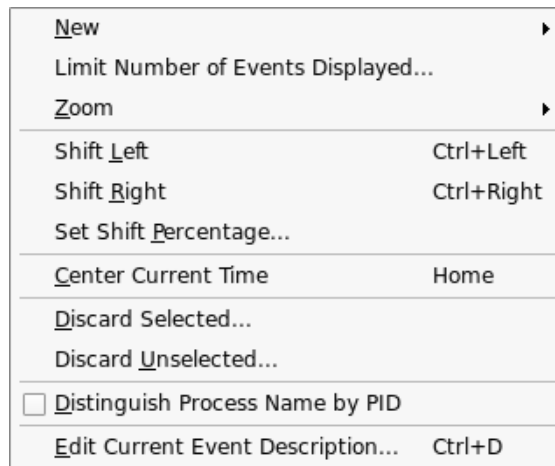 New
Limit Number of Events Displayed...
Zoom
Shift Left Ctrl+Left
Shift Right Ctrl+Right
Set Shift Percentage...
Center Current Time Home
Discard Selected...
Discard Unselected...
Distinguish Process Name by PID
Edit Current Event Description... Ctrl+D